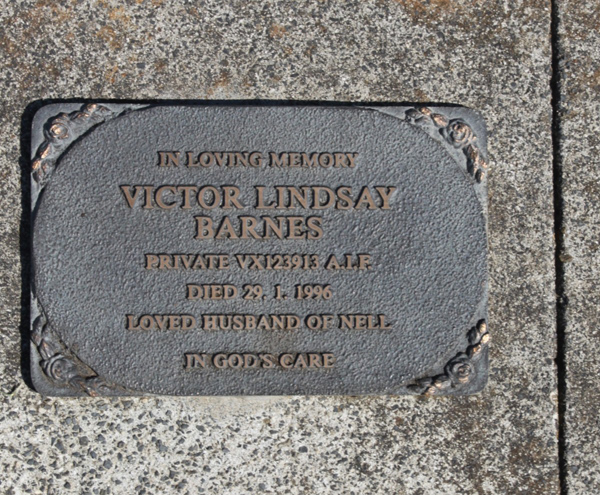 IN LOVING MEMORY
VICTOR LINDSAY
BARNES
PRIVATE VX123913 A.I.F.
DIED 29. 1. 1996
LOVED HUSBAND OF NELL
IN GOD'S CARE